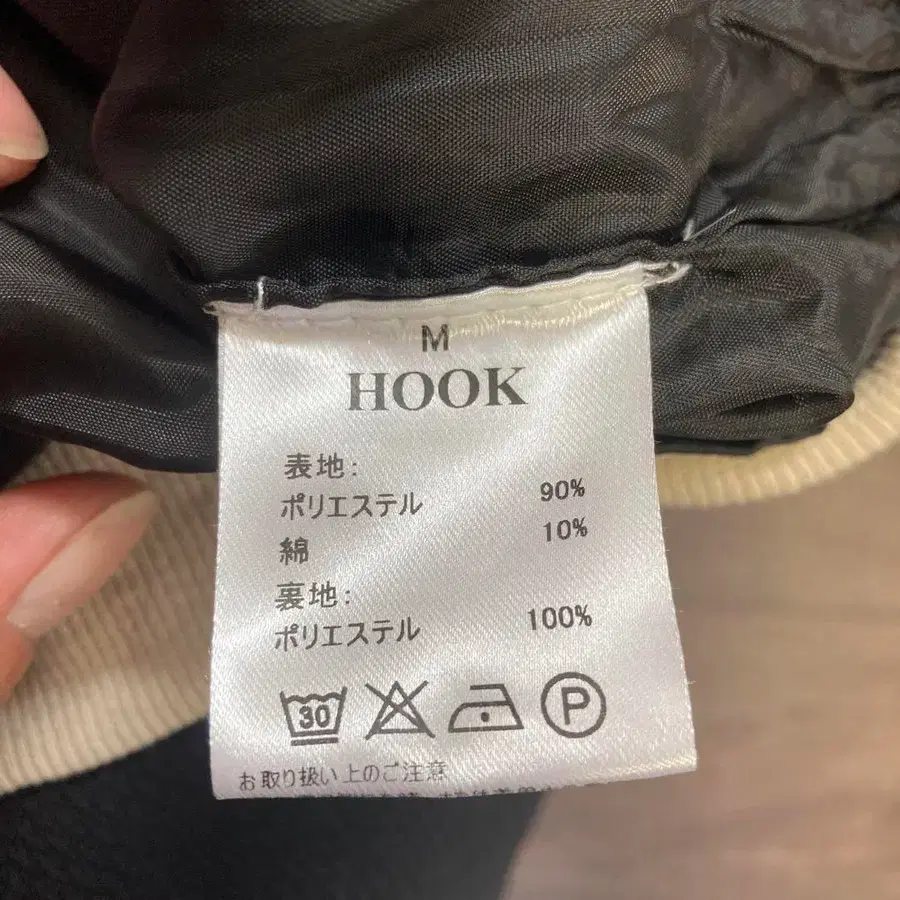 M
HOOK
表地:
ポリエステル 90%
綿 10%
裏地:
ポリエステル 100%
30 P
お取り扱い上のご注意